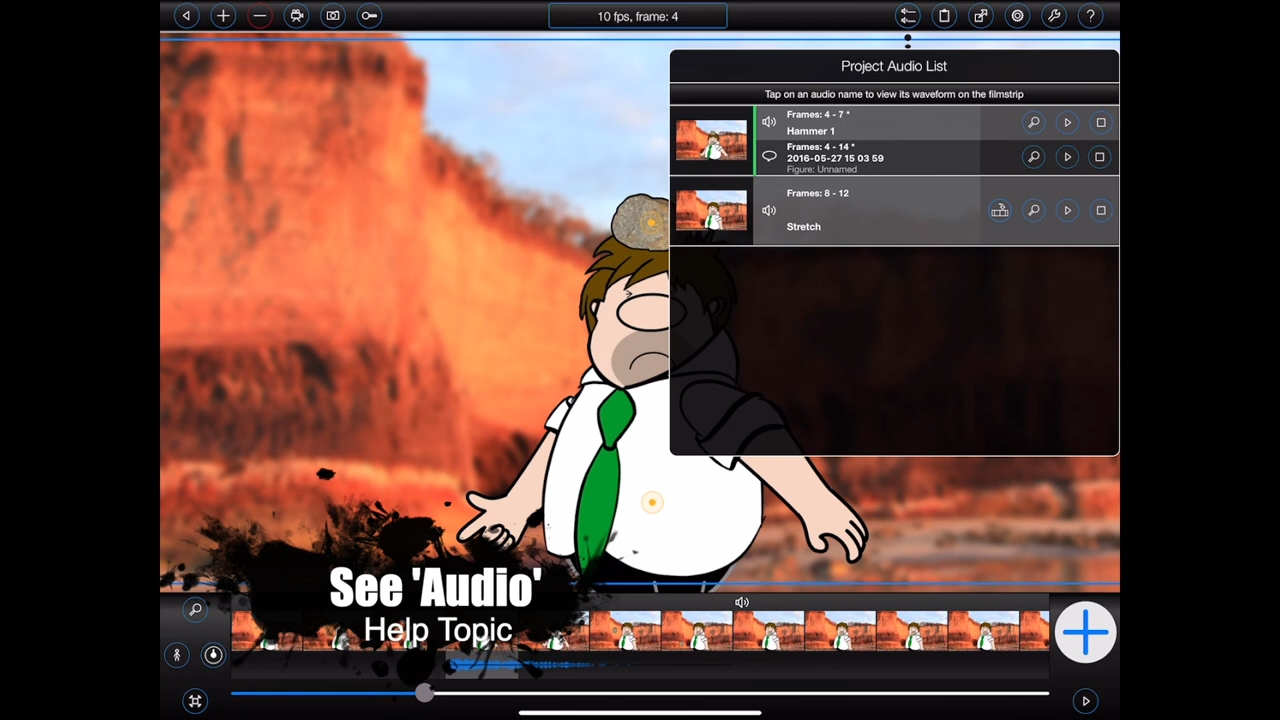 10 fps, frame: 4
?
Project Audio List
Tap on an audio name to view its waveform on the filmstrip
Frames: 4 - 7 *
Hammer 1
Frames: 4 - 14 *
2016-05-27 15 03 59
Figure: Unnamed
Frames: 8 - 12
Stretch
See 'Audio'
Help Topic